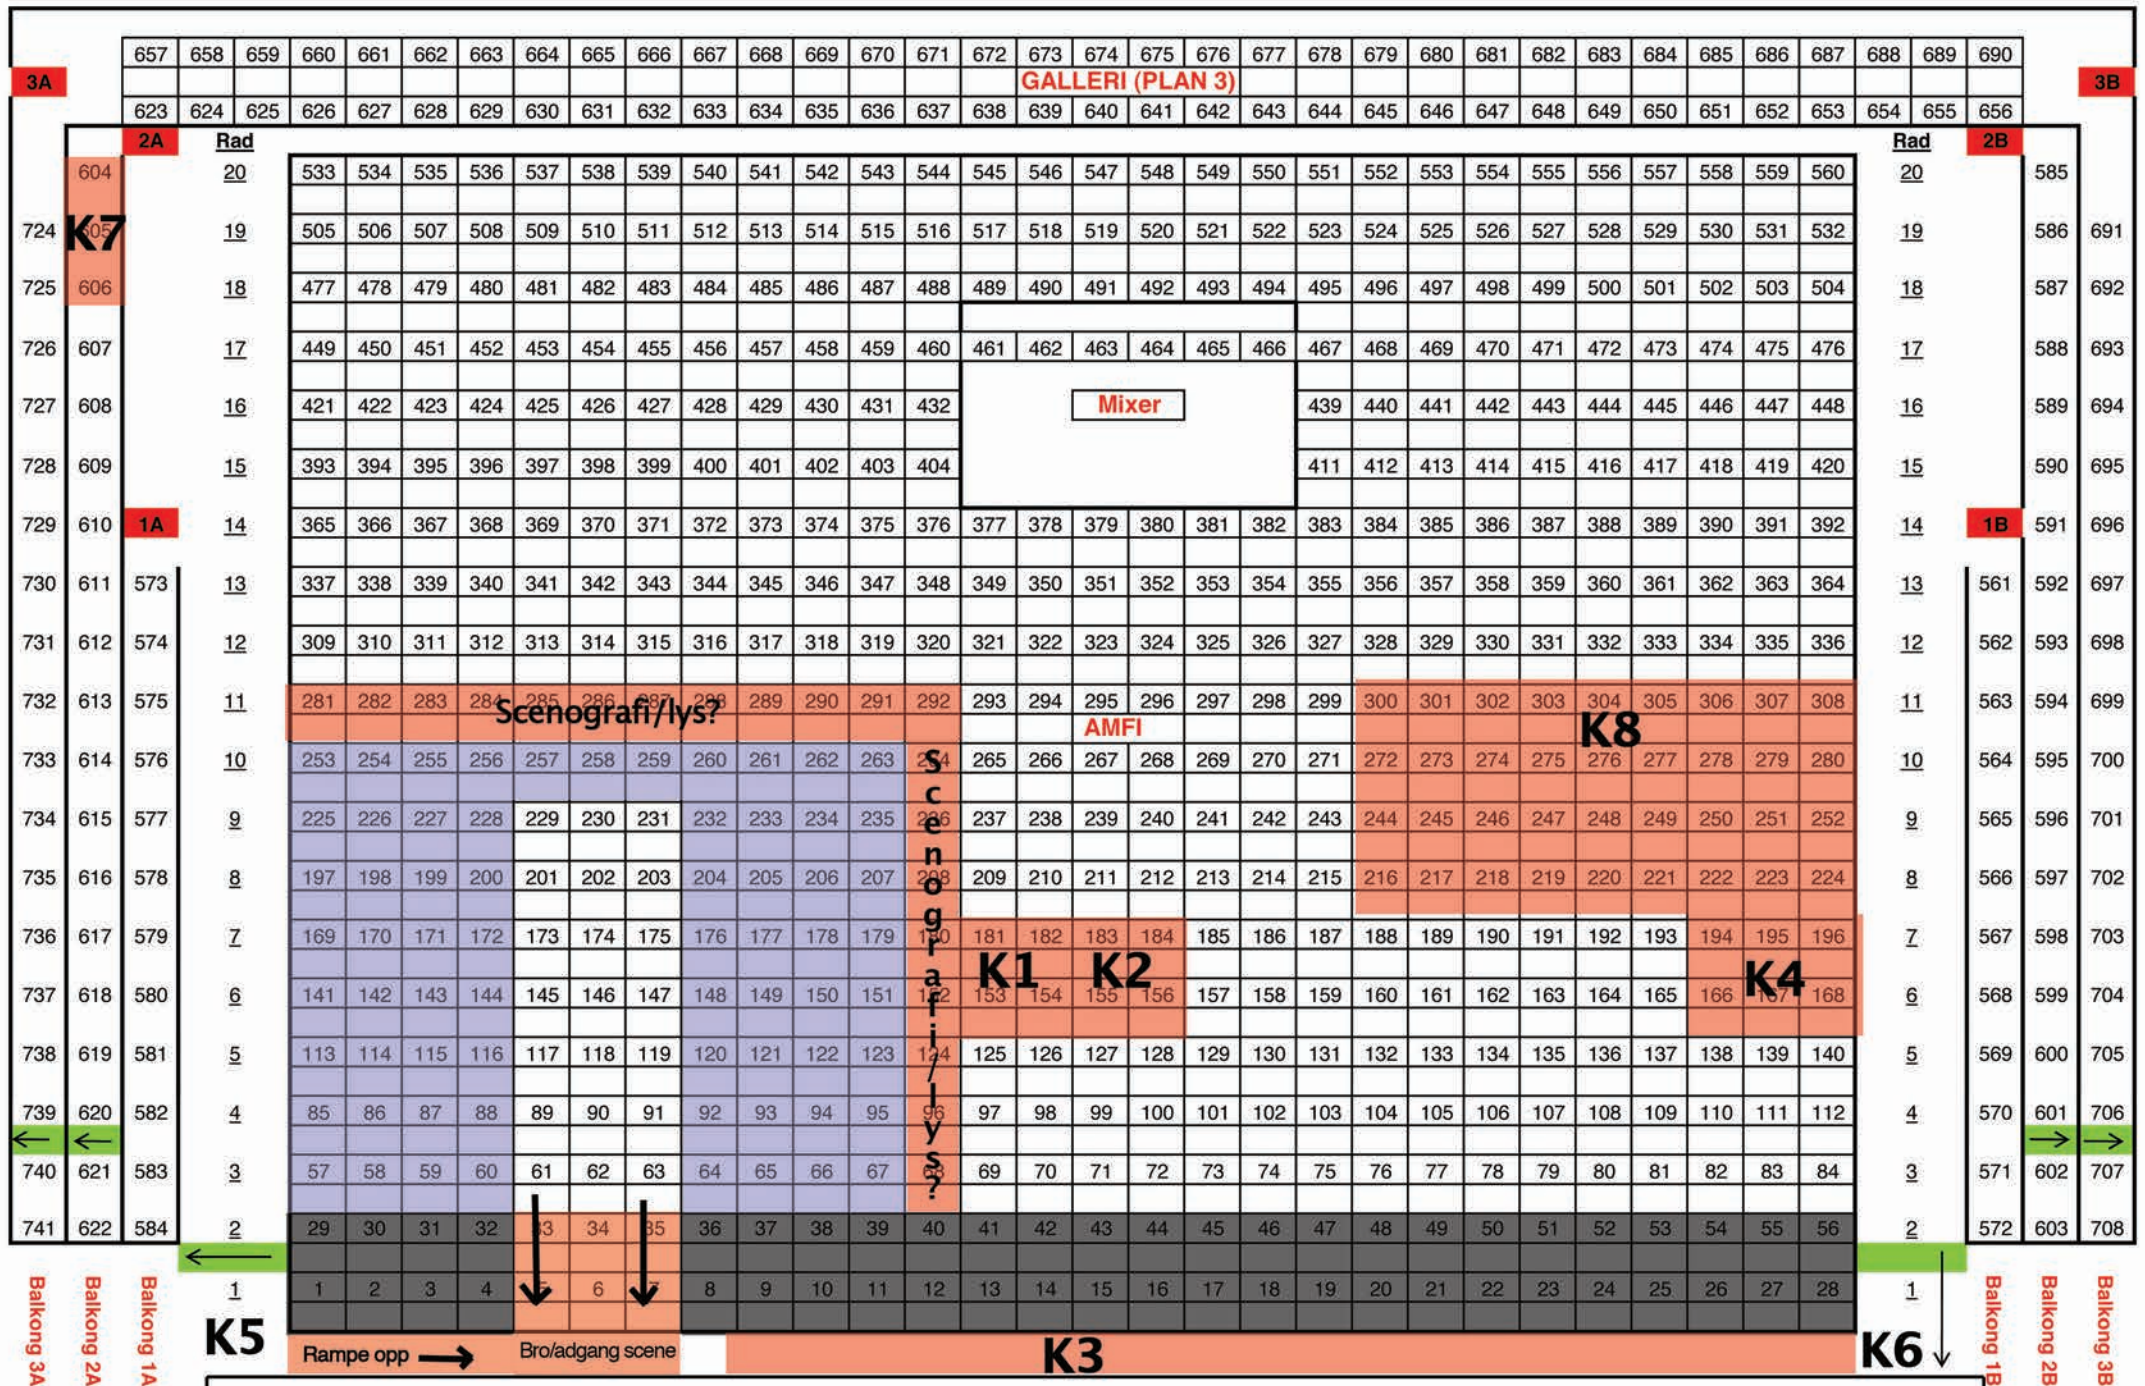 657 658 659 660 661 662 663 664 665 666 667 668 669 670 671 672 673 674 675 676 677 678 679 680 681 682 683 684 685 686 687 688 689 690
3A GALLERI (PLAN 3) 3B
623 624 625 626 627 628 629 630 631 632 633 634 635 636 637 638 639 640 641 642 643 644 645 646 647 648 649 650 651 652 653 654 655 656
2A Rad Rad 2B
604 20 533 534 535 536 537 538 539 540 541 542 543 544 545 546 547 548 549 550 551 552 553 554 555 556 557 558 559 560 20 585
724 K7 19 505 506 507 508 509 510 511 512 513 514 515 516 517 518 519 520 521 522 523 524 525 526 527 528 529 530 531 532 19 586 691
725 606 18 477 478 479 480 481 482 483 484 485 486 487 488 489 490 491 492 493 494 495 496 497 498 499 500 501 502 503 504 18 587 692
726 607 17 449 450 451 452 453 454 455 456 457 458 459 460 461 462 463 464 465 466 467 468 469 470 471 472 473 474 475 476 17 588 693
727 608 16 421 422 423 424 425 426 427 428 429 430 431 432 Mixer 439 440 441 442 443 444 445 446 447 448 16 589 694
728 609 15 393 394 395 396 397 398 399 400 401 402 403 404 411 412 413 414 415 416 417 418 419 420 15 590 695
729 610 1A 14 365 366 367 368 369 370 371 372 373 374 375 376 377 378 379 380 381 382 383 384 385 386 387 388 389 390 391 392 14 1B 591 696
730 611 573 13 337 338 339 340 341 342 343 344 345 346 347 348 349 350 351 352 353 354 355 356 357 358 359 360 361 362 363 364 13 561 592 697
731 612 574 12 309 310 311 312 313 314 315 316 317 318 319 320 321 322 323 324 325 326 327 328 329 330 331 332 333 334 335 336 12 562 593 698
732 613 575 11 281 282 283 284 285 286 287 288 289 290 291 292 293 294 295 296 297 298 299 300 301 302 303 304 305 306 307 308 11 563 594 699
Scenografi/lys?
AMFI
K8
733 614 576 10 253 254 255 256 257 258 259 260 261 262 263 265 266 267 268 269 270 271 272 273 274 275 276 277 278 279 280 10 564 595 700
Scenografi/lys?
734 615 577 9 225 226 227 228 229 230 231 232 233 234 235 237 238 239 240 241 242 243 244 245 246 247 248 249 250 251 252 9 565 596 701
735 616 578 8 197 198 199 200 201 202 203 204 205 206 207 209 210 211 212 213 214 215 216 217 218 219 220 221 222 223 224 8 566 597 702
736 617 579 7 169 170 171 172 173 174 175 176 177 178 179 180 181 182 183 184 185 186 187 188 189 190 191 192 193 194 195 196 7 567 598 703
K1 K2 K4
737 618 580 6 141 142 143 144 145 146 147 148 149 150 151 152 153 154 155 156 157 158 159 160 161 162 163 164 165 166 167 168 6 568 599 704
738 619 581 5 113 114 115 116 117 118 119 120 121 122 123 124 125 126 127 128 129 130 131 132 133 134 135 136 137 138 139 140 5 569 600 705
739 620 582 4 85 86 87 88 89 90 91 92 93 94 95 96 97 98 99 100 101 102 103 104 105 106 107 108 109 110 111 112 4 570 601 706
740 621 583 3 57 58 59 60 61 62 63 64 65 66 67 68 69 70 71 72 73 74 75 76 77 78 79 80 81 82 83 84 3 571 602 707
741 622 584 2 29 30 31 32 33 34 35 36 37 38 39 40 41 42 43 44 45 46 47 48 49 50 51 52 53 54 55 56 2 572 603 708
1 1 2 3 4 6 8 9 10 11 12 13 14 15 16 17 18 19 20 21 22 23 24 25 26 27 28 1
K5 K3 K6
Rampe opp Bro/adgang scene
Balkong 3A
Balkong 2A
Balkong 1A
Balkong 1B
Balkong 2B
Balkong 3B